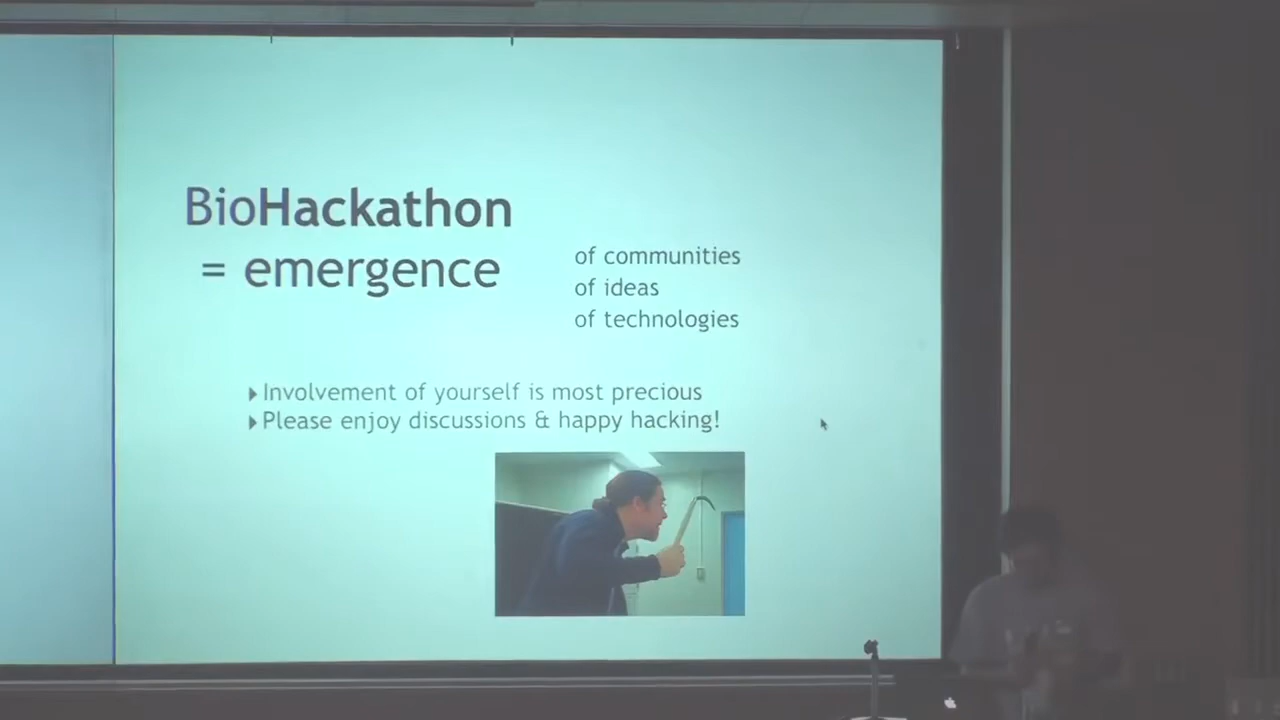 BioHackathon
= emergence
of communities
of ideas
of technologies
Involvement of yourself is most precious
Please enjoy discussions & happy hacking!